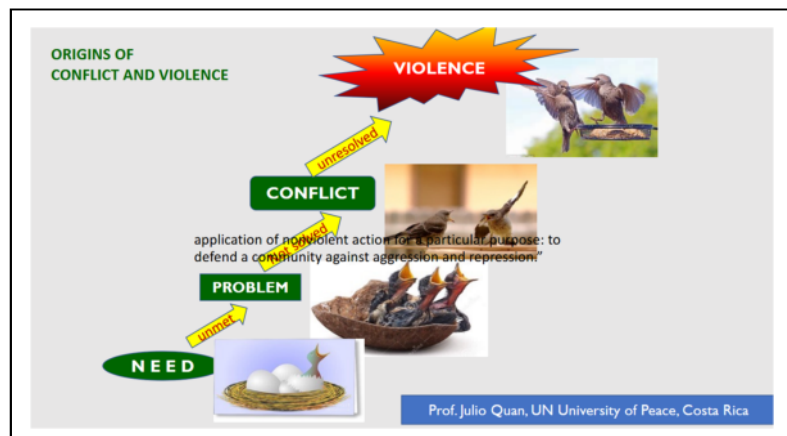 ORIGINS OF
CONFLICT AND VIOLENCE
VIOLENCE
unresolved
CONFLICT
Not solved
application of nonviolent action for a particular purpose: to
defend a community against aggression and repression."
PROBLEM
unmet
NEED
Prof. Julio Quan, UN University of Peace, Costa Rica